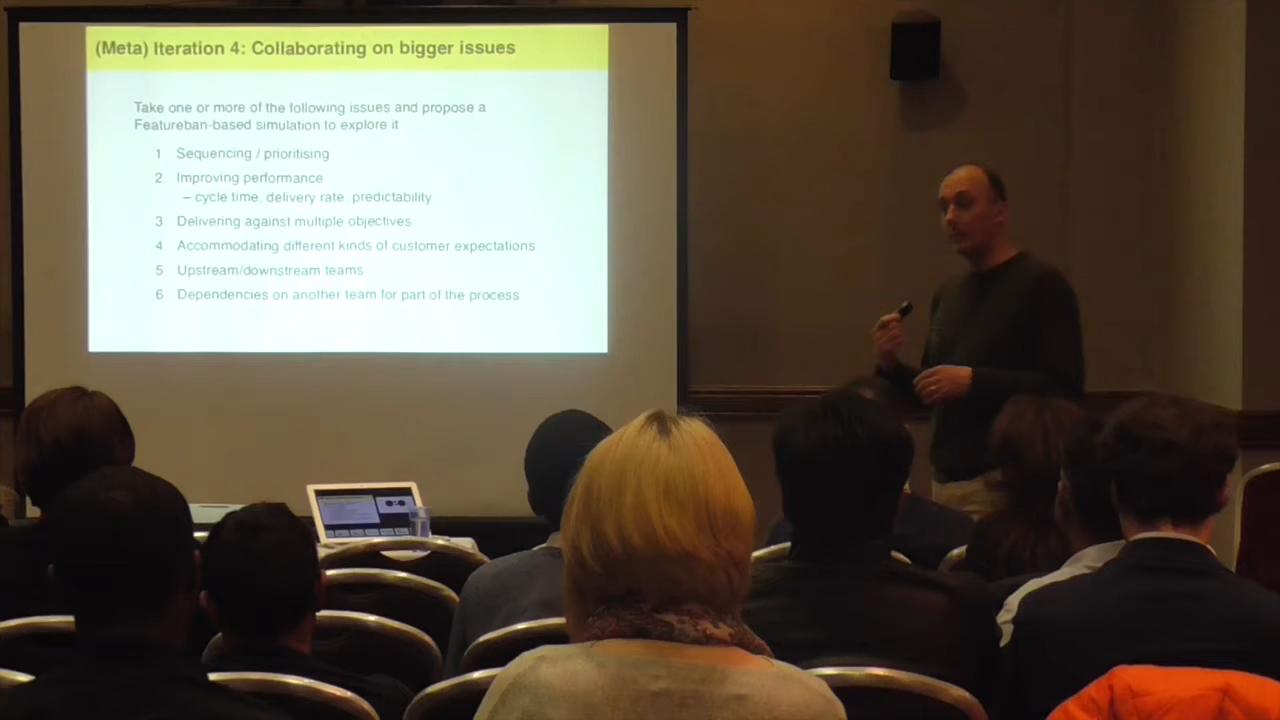 (Meta) Iteration 4: Collaborating on bigger issues
Take one or more of the following issues and propose a
Featureban-based simulation to explore it
1 Sequencing / prioritising
2 Improving performance
– cycle time, delivery rate, predictability
3 Delivering against multiple objectives
4 Accommodating different kinds of customer expectations
5 Upstream/downstream teams
6 Dependencies on another team for part of the process